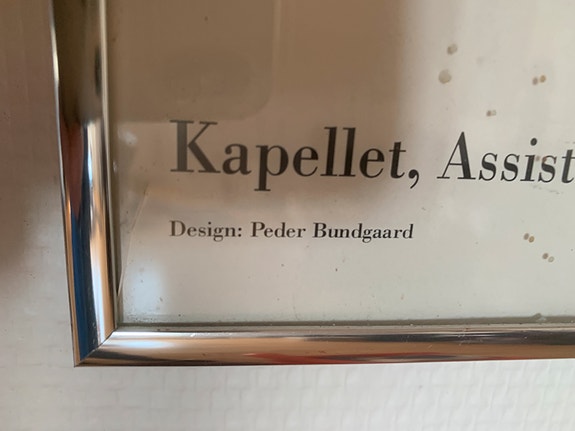 Kapellet, Assist
Design: Peder Bundgaard